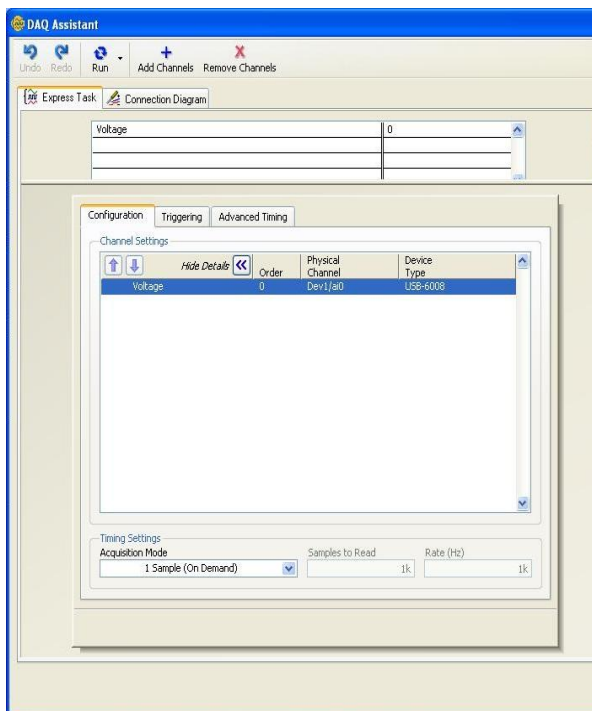 DAQ Assistant
Undo Redo Run Add Channels Remove Channels
Express Task Connection Diagram
Voltage 0
Configuration Triggering Advanced Timing
Channel Settings
Hide Details Order Physical Channel Device Type
Voltage 0 Dev1/ai0 USB-6008
Timing Settings
Acquisition Mode Samples to Read Rate (Hz)
1 Sample (On Demand) 1k 1k